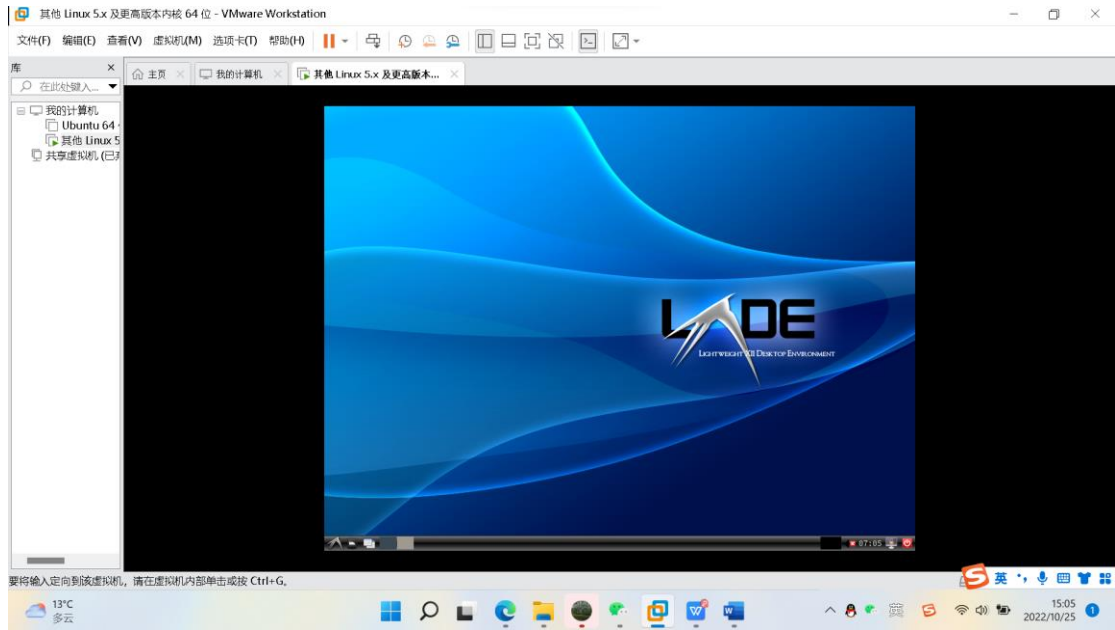 其他 Linux 5.x 及更高版本内核 64 位 - VMware Workstation
文件(F) 编辑(E) 查看(V) 虚拟机(M) 选项卡(T) 帮助(H)
库
主页 我的计算机 其他 Linux 5.x 及更高版本...
在此处键入...
我的计算机
Ubuntu 64
其他 Linux 5
共享虚拟机 (已
LXDE
LIGHTWEIGHT X11 DESKTOP ENVIRONMENT
07:05
要将输入定向到该虚拟机，请在虚拟机内部单击或按 Ctrl+G。
英
13°C
多云
英
15:05
2022/10/25
1